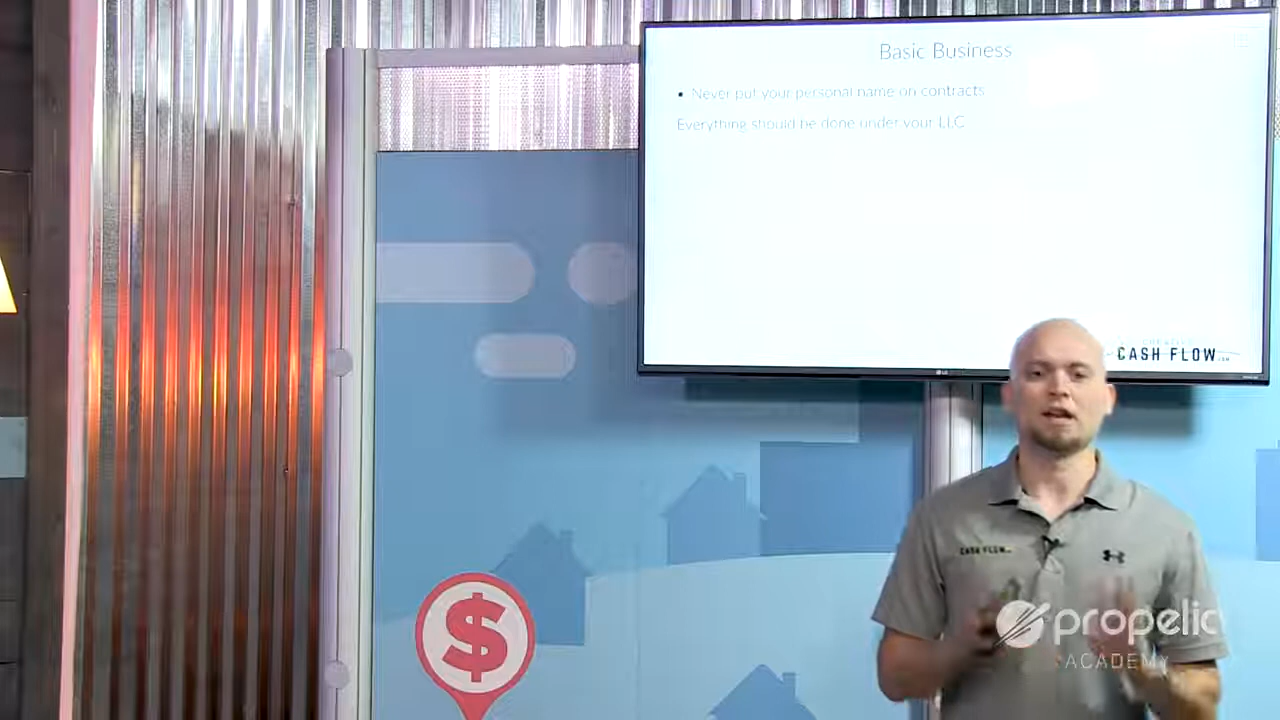 Basic Business
• Never put your personal name on contracts
Everything should be done under your LLC
CASH FLOW
LG
CASH FLOW
$
propelio
ACADEMY